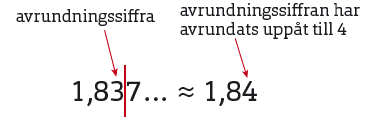 avrundningssiffra
avrundningssiffran har
avrundats uppåt till 4
1,837... ≈ 1,84